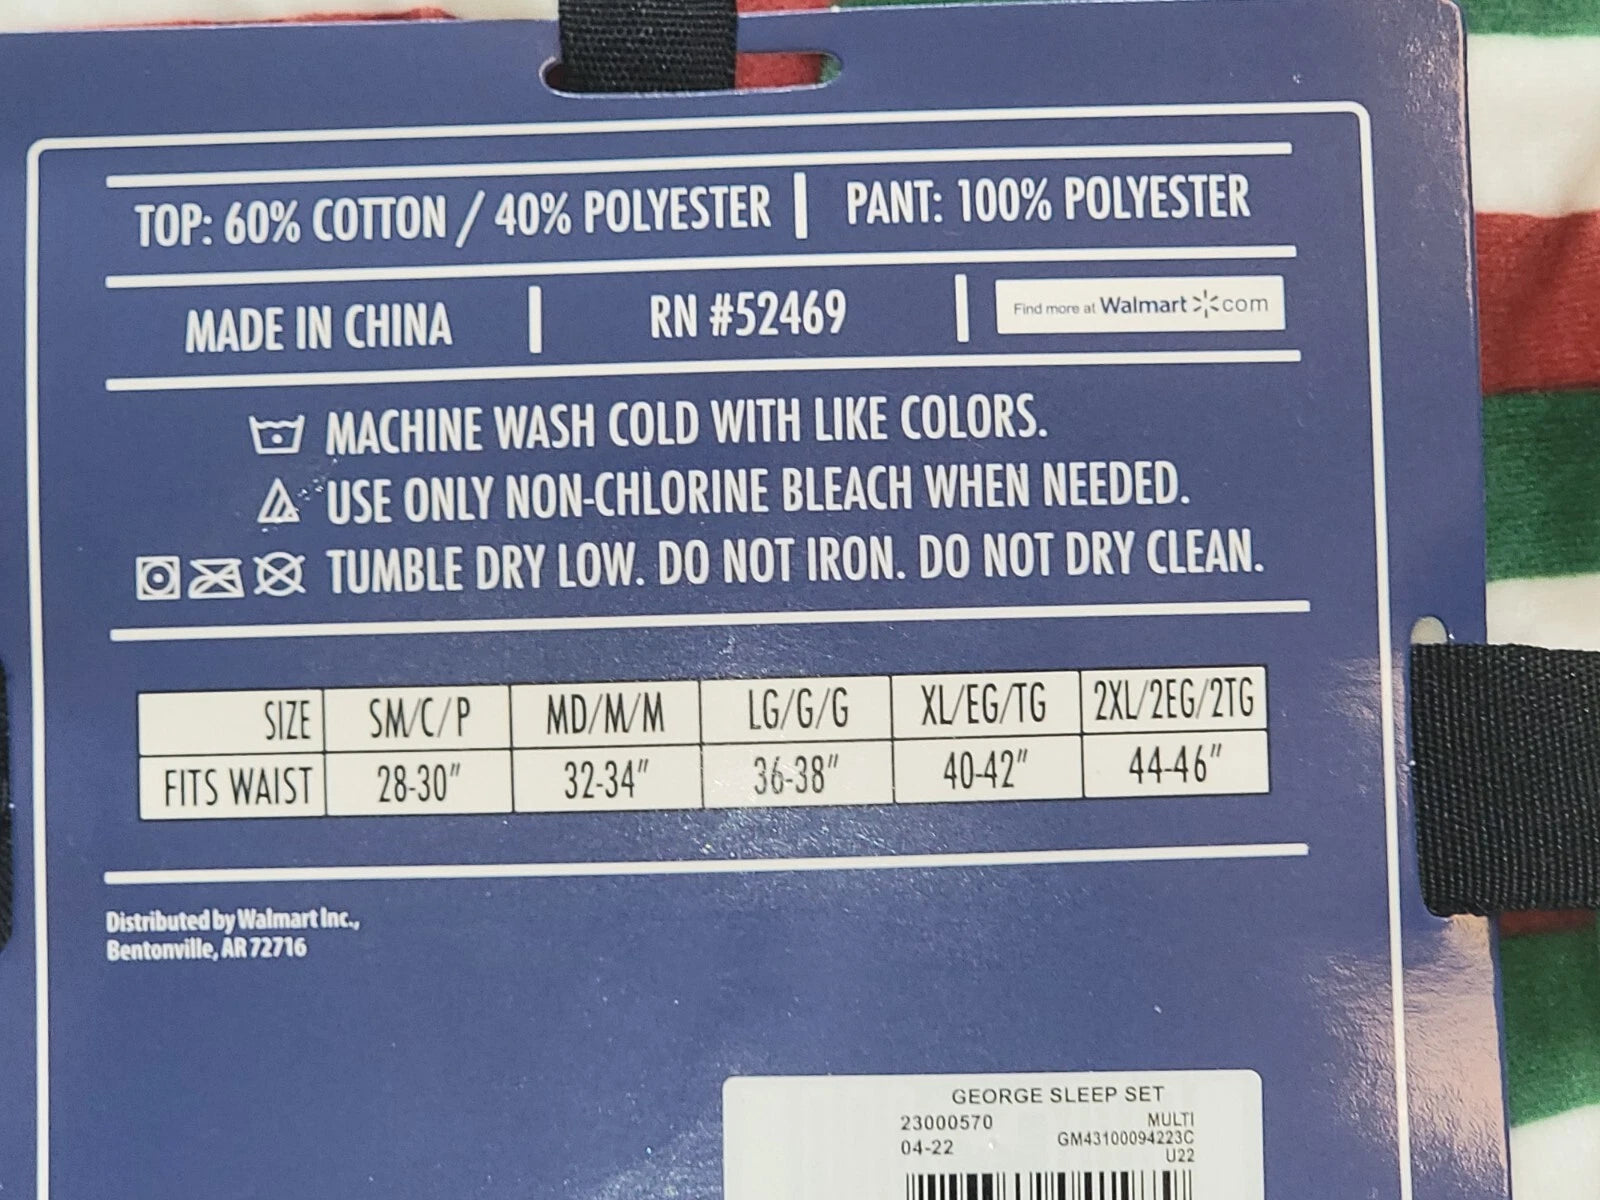 TOP: 60% COTTON / 40% POLYESTER | PANT: 100% POLYESTER
MADE IN CHINA | RN #52469 | Find more at Walmart com
MACHINE WASH COLD WITH LIKE COLORS.
USE ONLY NON-CHLORINE BLEACH WHEN NEEDED.
TUMBLE DRY LOW. DO NOT IRON. DO NOT DRY CLEAN.
SIZE SM/C/P MD/M/M LG/G/G XL/EG/TG 2XL/2EG/2TG
FITS WAIST 28-30" 32-34" 36-38" 40-42" 44-46"
Distributed by Walmart Inc.,
Bentonville, AR 72716
GEORGE SLEEP SET
23000570 MULTI
04-22 GM43100094223C
U22